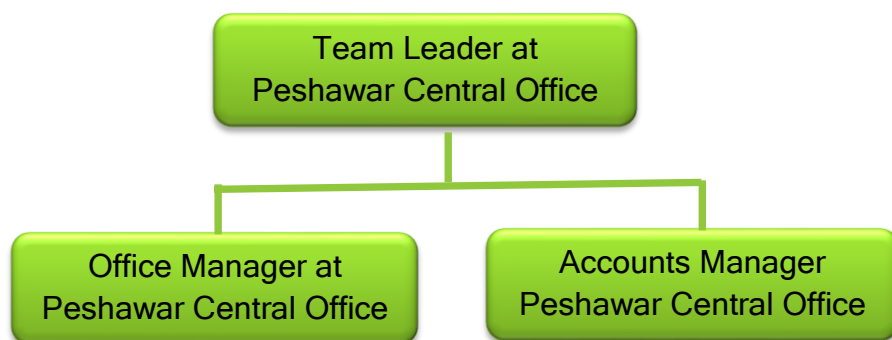 Team Leader at
Peshawar Central Office
Office Manager at
Peshawar Central Office
Accounts Manager
Peshawar Central Office